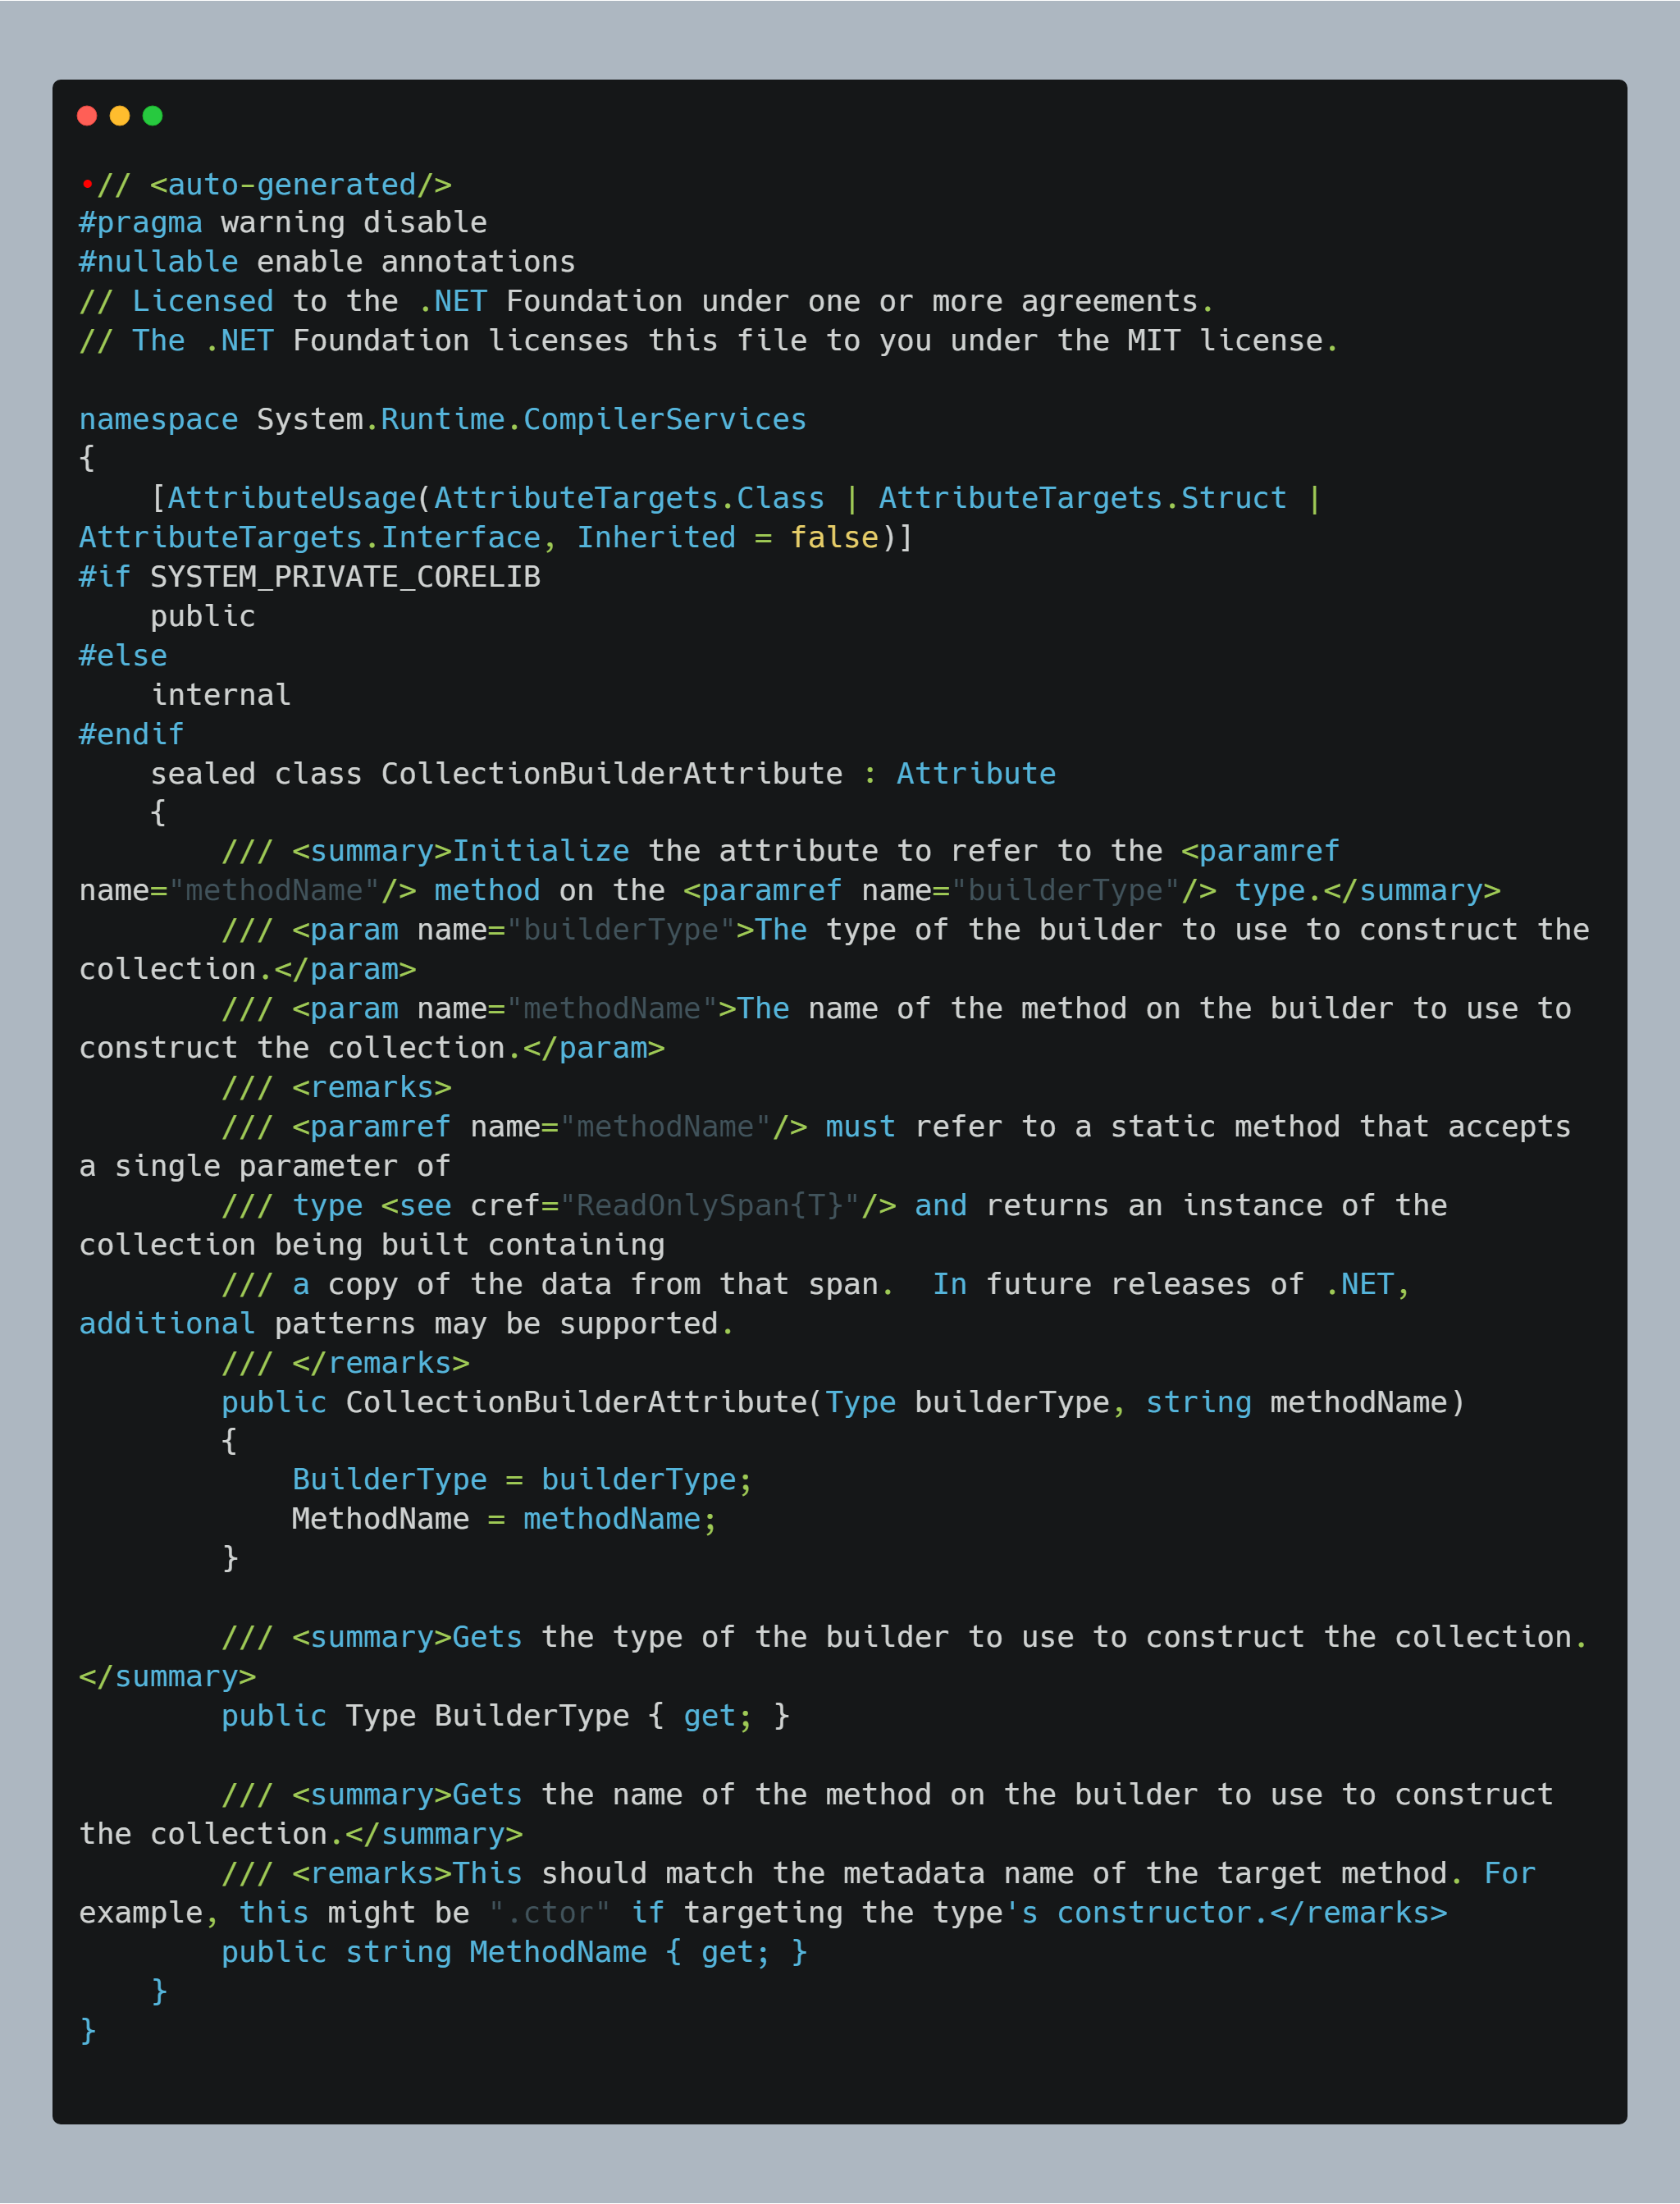 •// <auto-generated/>
#pragma warning disable
#nullable enable annotations
// Licensed to the .NET Foundation under one or more agreements.
// The .NET Foundation licenses this file to you under the MIT license.

namespace System.Runtime.CompilerServices
{
    [AttributeUsage(AttributeTargets.Class | AttributeTargets.Struct |
AttributeTargets.Interface, Inherited = false)]
#if SYSTEM_PRIVATE_CORELIB
    public
#else
    internal
#endif
    sealed class CollectionBuilderAttribute : Attribute
    {
        /// <summary>Initialize the attribute to refer to the <paramref
name="methodName"/> method on the <paramref name="builderType"/> type.</summary>
        /// <param name="builderType">The type of the builder to use to construct the
collection.</param>
        /// <param name="methodName">The name of the method on the builder to use to
construct the collection.</param>
        /// <remarks>
        /// <paramref name="methodName"/> must refer to a static method that accepts
a single parameter of
        /// type <see cref="ReadOnlySpan{T}"/> and returns an instance of the
collection being built containing
        /// a copy of the data from that span.  In future releases of .NET,
additional patterns may be supported.
        /// </remarks>
        public CollectionBuilderAttribute(Type builderType, string methodName)
        {
            BuilderType = builderType;
            MethodName = methodName;
        }

        /// <summary>Gets the type of the builder to use to construct the collection.
</summary>
        public Type BuilderType { get; }

        /// <summary>Gets the name of the method on the builder to use to construct
the collection.</summary>
        /// <remarks>This should match the metadata name of the target method. For
example, this might be ".ctor" if targeting the type's constructor.</remarks>
        public string MethodName { get; }
    }
}